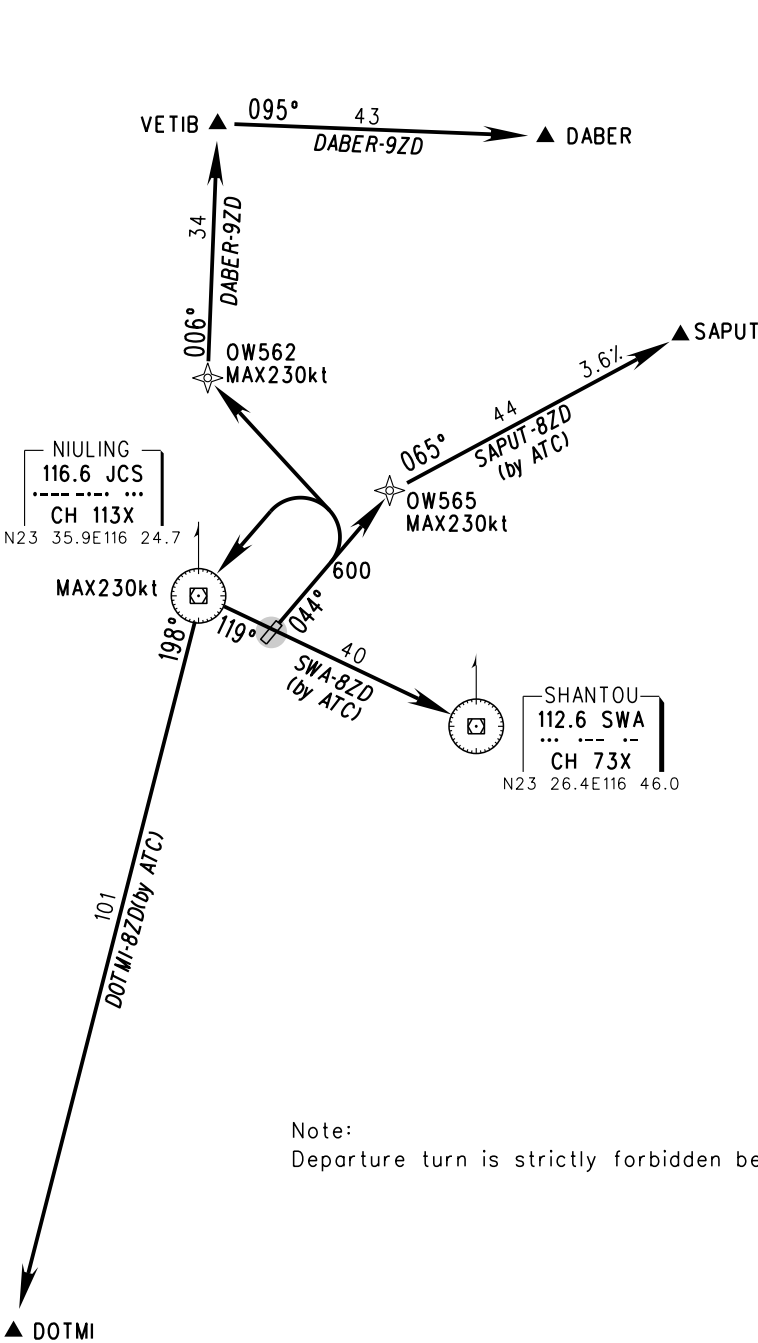 VETIB
095°
43
DABER-9ZD
DABER
34
DABER-9ZD
006°
OW562
MAX230kt
SAPUT
3.6%
44
SAPUT-8ZD
(by ATC)
065°
NIULING
116.6 JCS
CH 113X
N23 35.9E116 24.7
OW565
MAX230kt
600
044°
MAX230kt
198°
119°
40
SWA-8ZD
(by ATC)
SHANTOU
112.6 SWA
CH 73X
N23 26.4E116 46.0
101
DOTMI-8ZD(by ATC)
Note:
Departure turn is strictly forbidden be
DOTMI